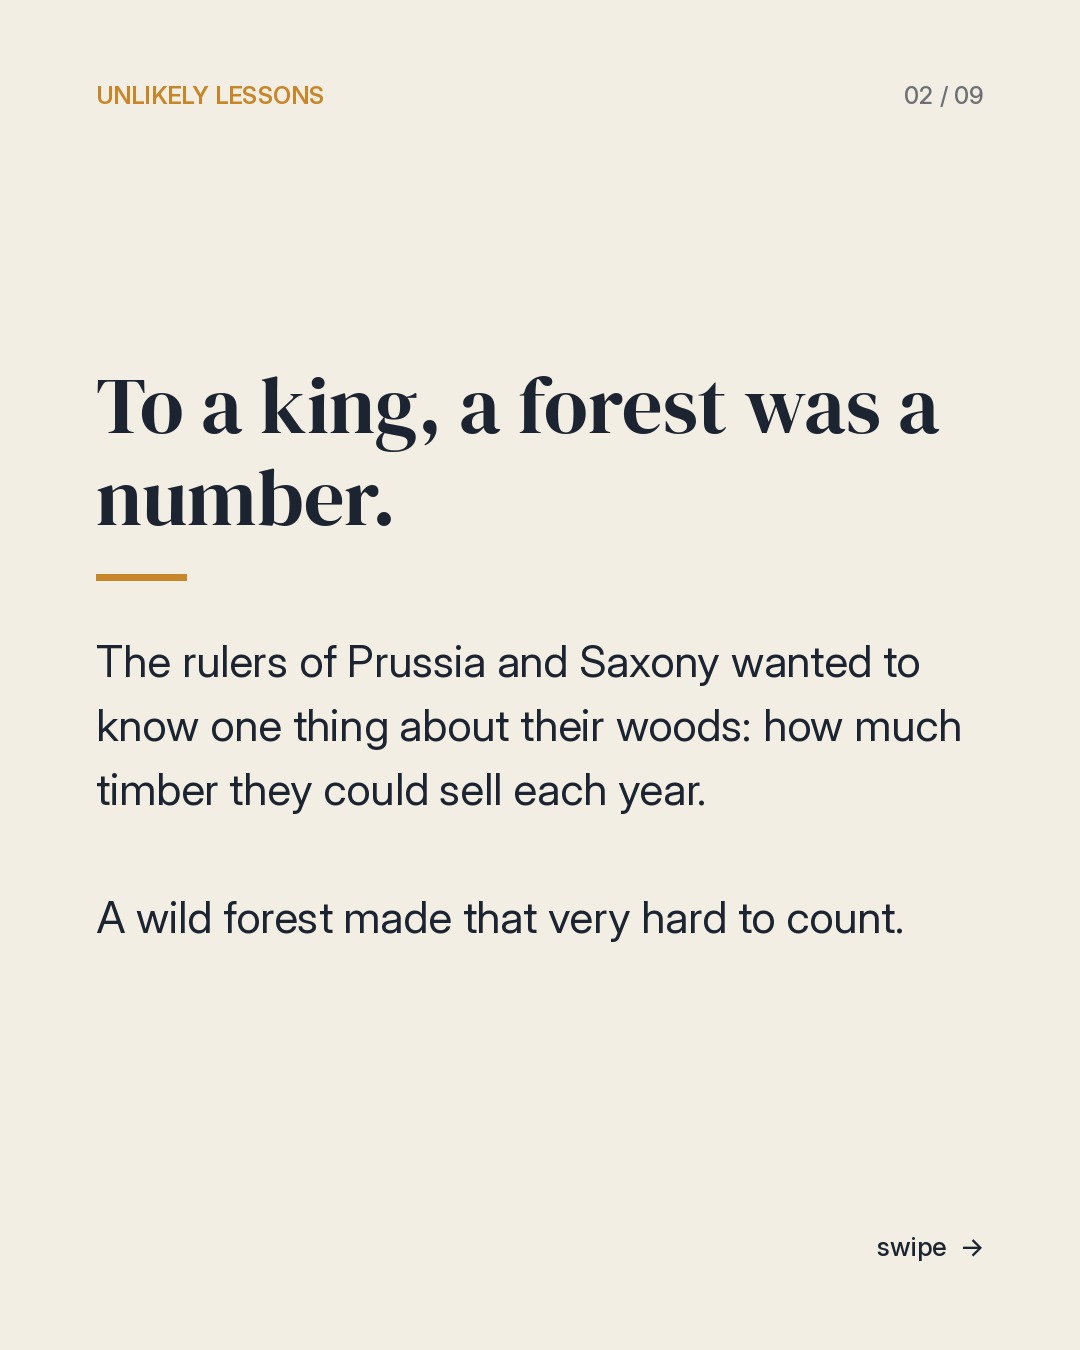 UNLIKELY LESSONS
02 / 09
To a king, a forest was a
number.
The rulers of Prussia and Saxony wanted to
know one thing about their woods: how much
timber they could sell each year.
A wild forest made that very hard to count.
swipe →